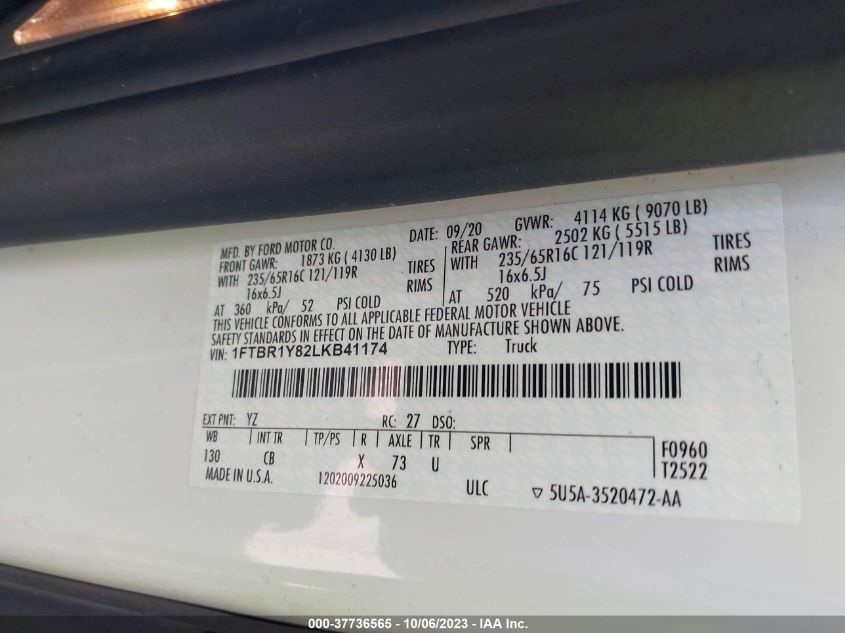 MFD. BY FORD MOTOR CO.
DATE: 09/20 GVWR: 4114 KG ( 9070 LB)
FRONT GAWR: 1873 KG ( 4130 LB) REAR GAWR: 2502 KG ( 5515 LB)
WITH 235/65R16C 121/119R TIRES WITH 235/65R16C 121/119R TIRES
16x6.5J RIMS 16x6.5J RIMS
AT 360 kPa/ 52 PSI COLD AT 520 kPa/ 75 PSI COLD
THIS VEHICLE CONFORMS TO ALL APPLICABLE FEDERAL MOTOR VEHICLE
SAFETY STANDARDS IN EFFECT ON THE DATE OF MANUFACTURE SHOWN ABOVE.
VIN: 1FTBR1Y82LKB41174 TYPE: Truck
EXT PNT: YZ RC: 27 DSO:
WB INT TR TP/PS R AXLE TR SPR F0960
130 CB X 73 U T2522
MADE IN U.S.A. 1202009225036 ULC ▽ 5U5A-3520472-AA
000-37736565 - 10/06/2023 - IAA Inc.